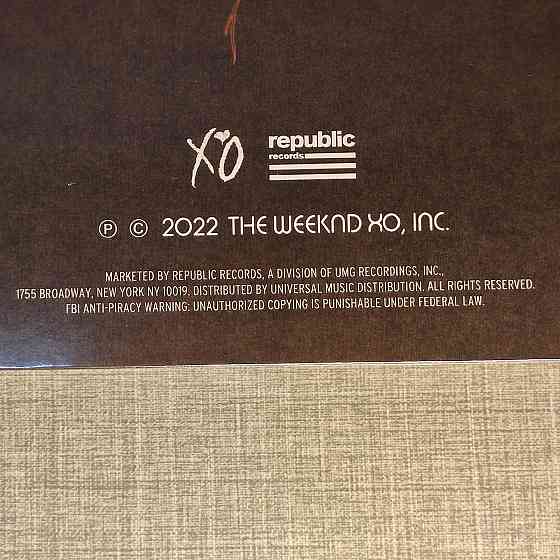 XO
republic
records
Ⓟ © 2022 THE WEEKND XO, INC.
MARKETED BY REPUBLIC RECORDS, A DIVISION OF UMG RECORDINGS, INC.,
1755 BROADWAY, NEW YORK NY 10019. DISTRIBUTED BY UNIVERSAL MUSIC DISTRIBUTION. ALL RIGHTS RESERVED.
FBI ANTI-PIRACY WARNING: UNAUTHORIZED COPYING IS PUNISHABLE UNDER FEDERAL LAW.